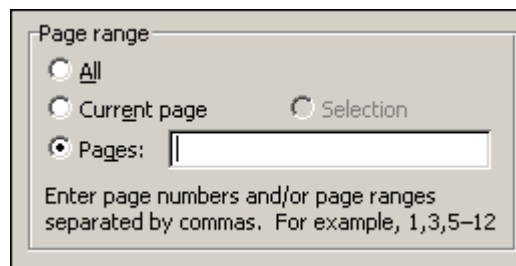 Page range
All
Current page Selection
Pages:
Enter page numbers and/or page ranges
separated by commas. For example, 1,3,5–12